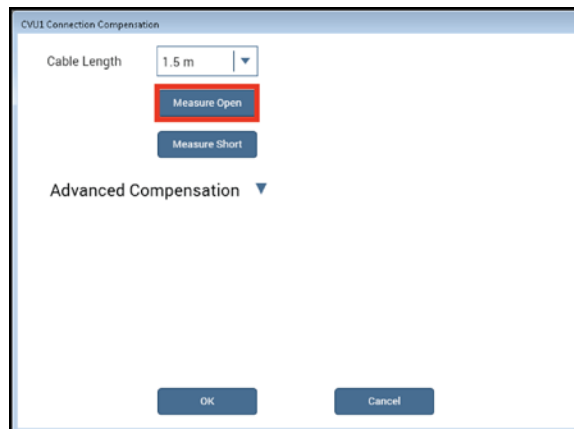 CVU1 Connection Compensation
Cable Length 1.5 m
Measure Open
Measure Short
Advanced Compensation
OK Cancel